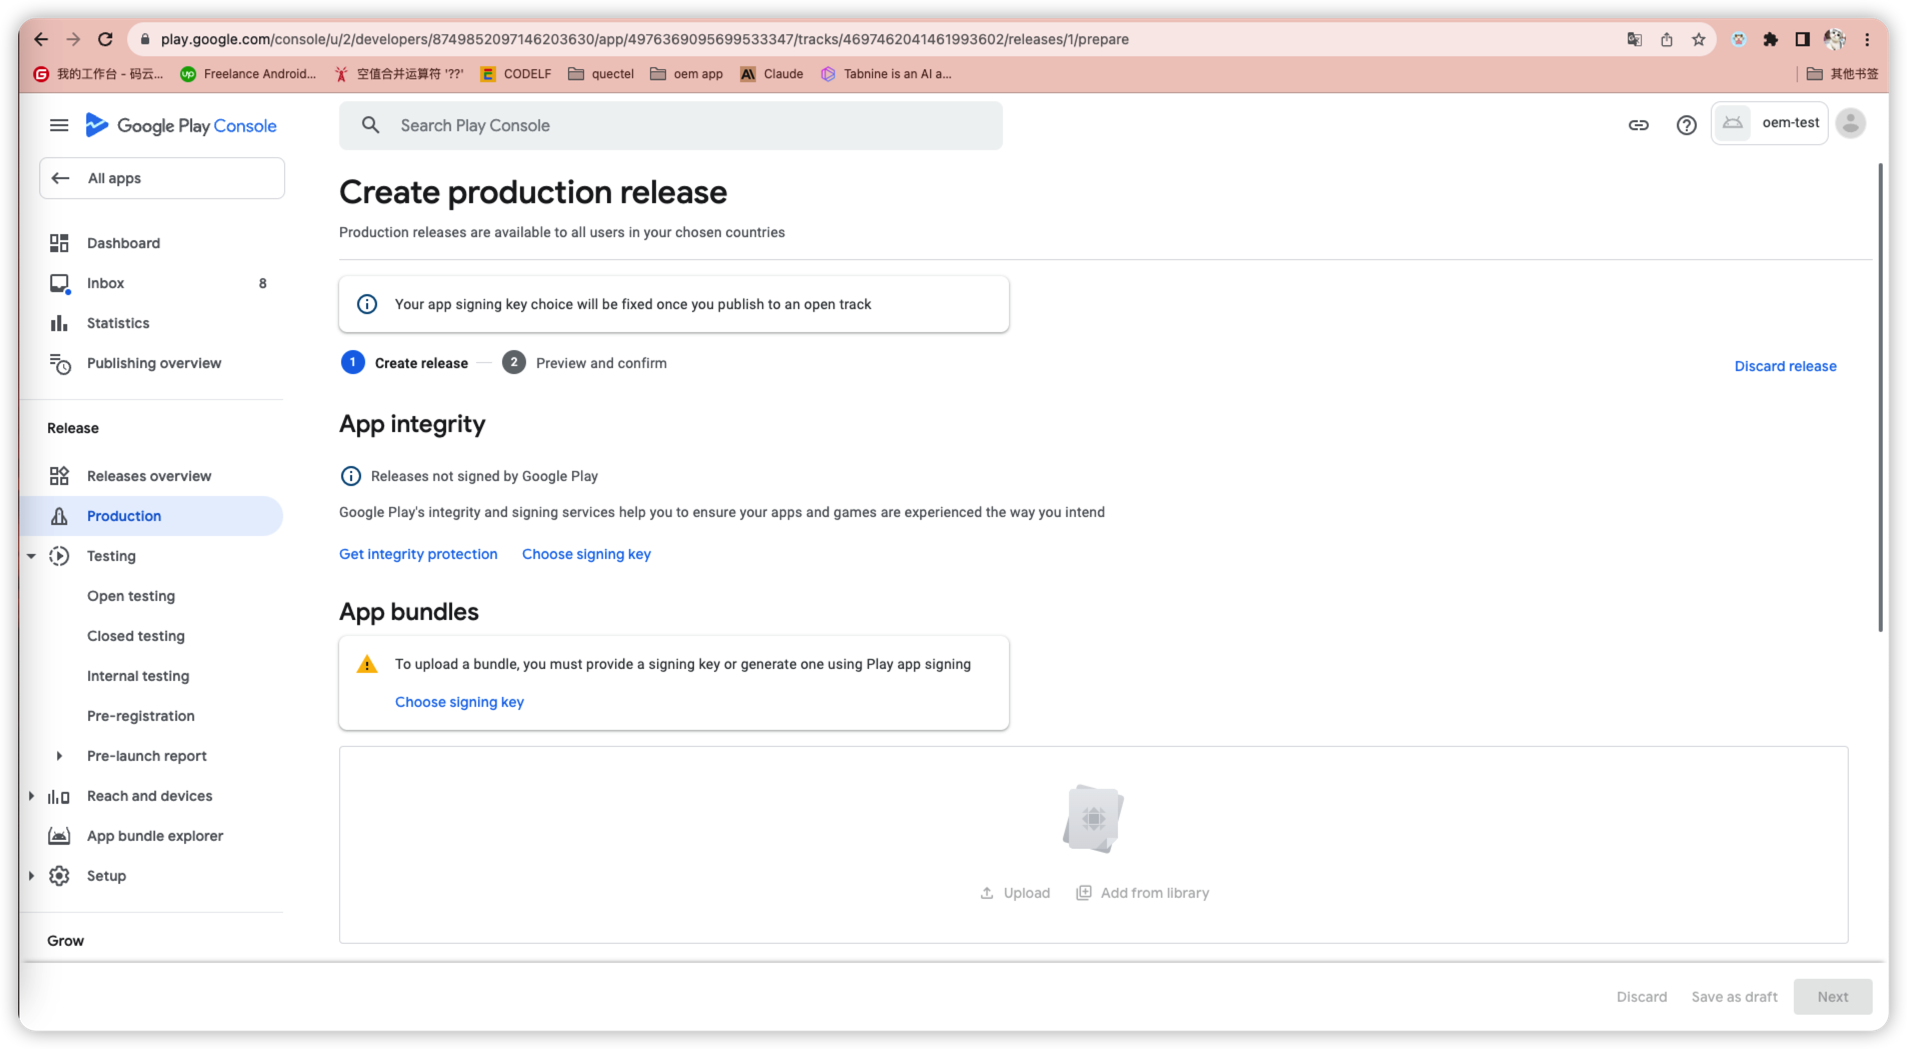 play.google.com/console/u/2/developers/8749852097146203630/app/4976369095699533347/tracks/4697462041461993602/releases/1/prepare
我的工作台 - 码云... Freelance Android... 空值合并运算符 '??' CODELF quectel oem app Claude Tabnine is an AI a... 其他书签
Google Play Console
Search Play Console
oem-test
All apps
Dashboard
Inbox 8
Statistics
Publishing overview
Release
Releases overview
Production
Testing
Open testing
Closed testing
Internal testing
Pre-registration
Pre-launch report
Reach and devices
App bundle explorer
Setup
Grow
Create production release
Production releases are available to all users in your chosen countries
Your app signing key choice will be fixed once you publish to an open track
1 Create release 2 Preview and confirm
Discard release
App integrity
Releases not signed by Google Play
Google Play's integrity and signing services help you to ensure your apps and games are experienced the way you intend
Get integrity protection Choose signing key
App bundles
To upload a bundle, you must provide a signing key or generate one using Play app signing
Choose signing key
Upload Add from library
Discard Save as draft Next